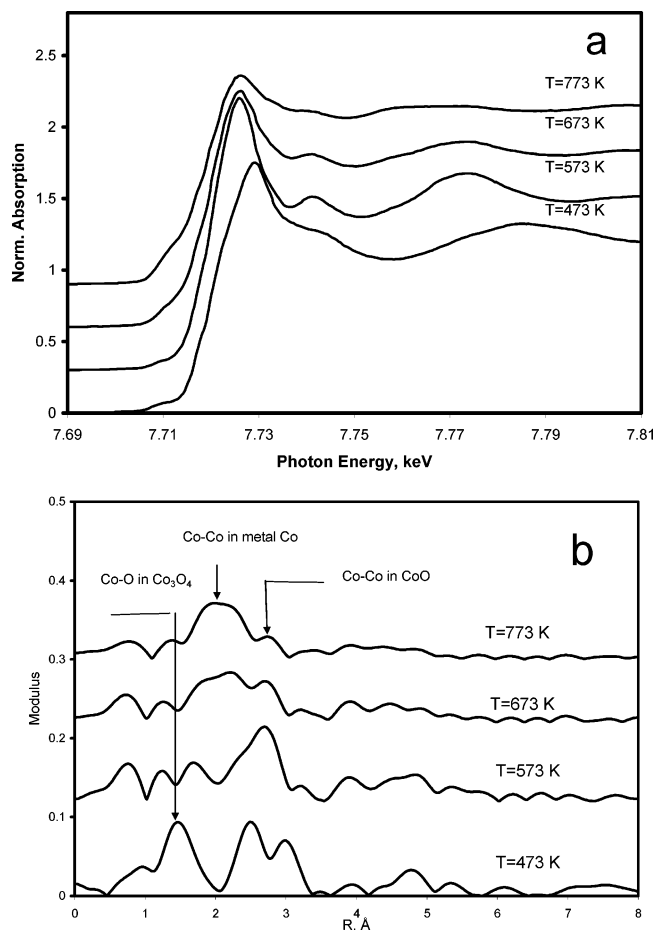 a
T=773 K
T=673 K
T=573 K
T=473 K
Norm. Absorption
2.5
2
1.5
1
0.5
0
7.69 7.71 7.73 7.75 7.77 7.79 7.81
Photon Energy, keV
b
Co-Co in metal Co
Co-O in Co₃O₄
Co-Co in CoO
T=773 K
T=673 K
T=573 K
T=473 K
Modulus
0.5
0.4
0.3
0.2
0.1
0
0 1 2 3 4 5 6 7 8
R, Å